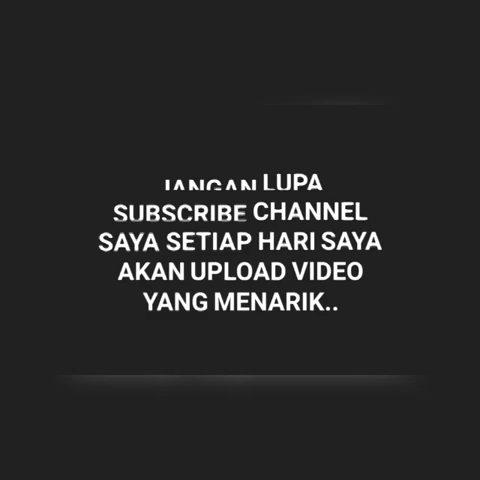 JANGAN LUPA
SUBSCRIBE CHANNEL
SAYA SETIAP HARI SAYA
AKAN UPLOAD VIDEO
YANG MENARIK..